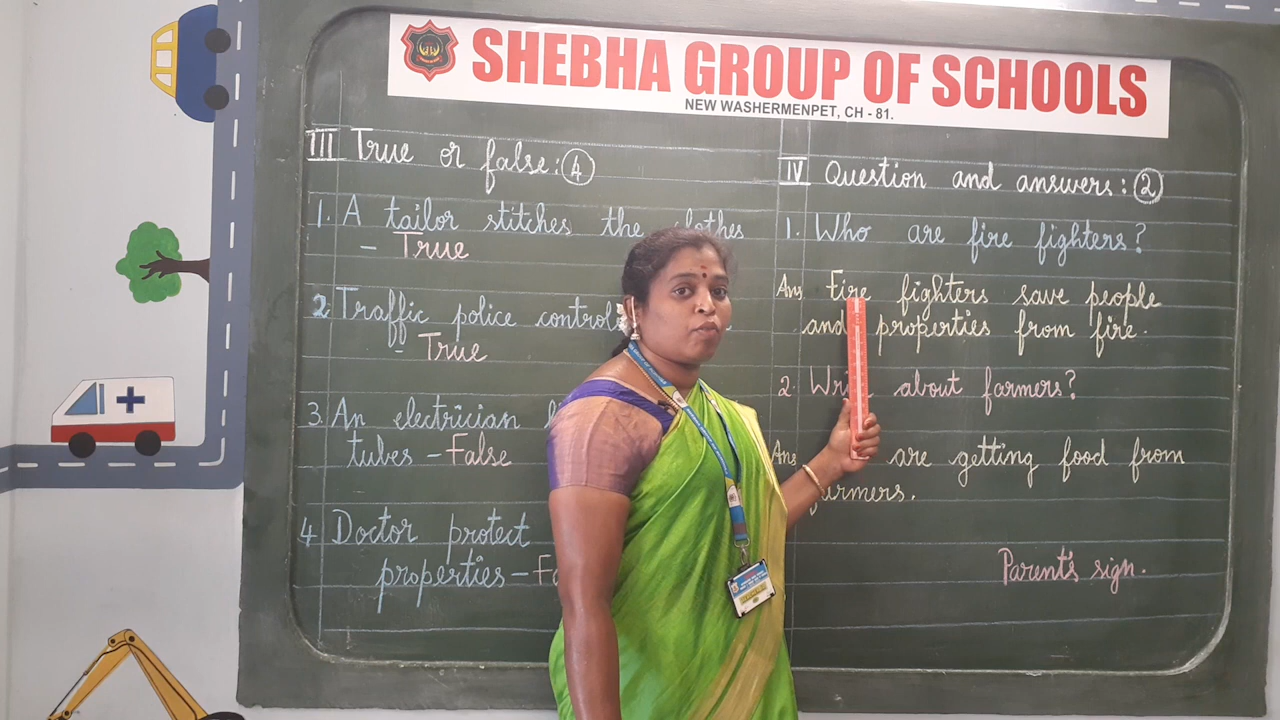 SHEBHA GROUP OF SCHOOLS
NEW WASHERMENPET, CH - 81.
III True or false: 4
1. A tailor stitches the clothes
- True
2 Traffic police controls
- True
3. An electrician
tubes - False
4 Doctor protect
properties -
IV Question and answers: 2
1. Who are fire fighters?
Ans Fire fighters save people
and properties from fire.
2. about farmers?
Ans are getting food from
farmers.
Parent's sign.